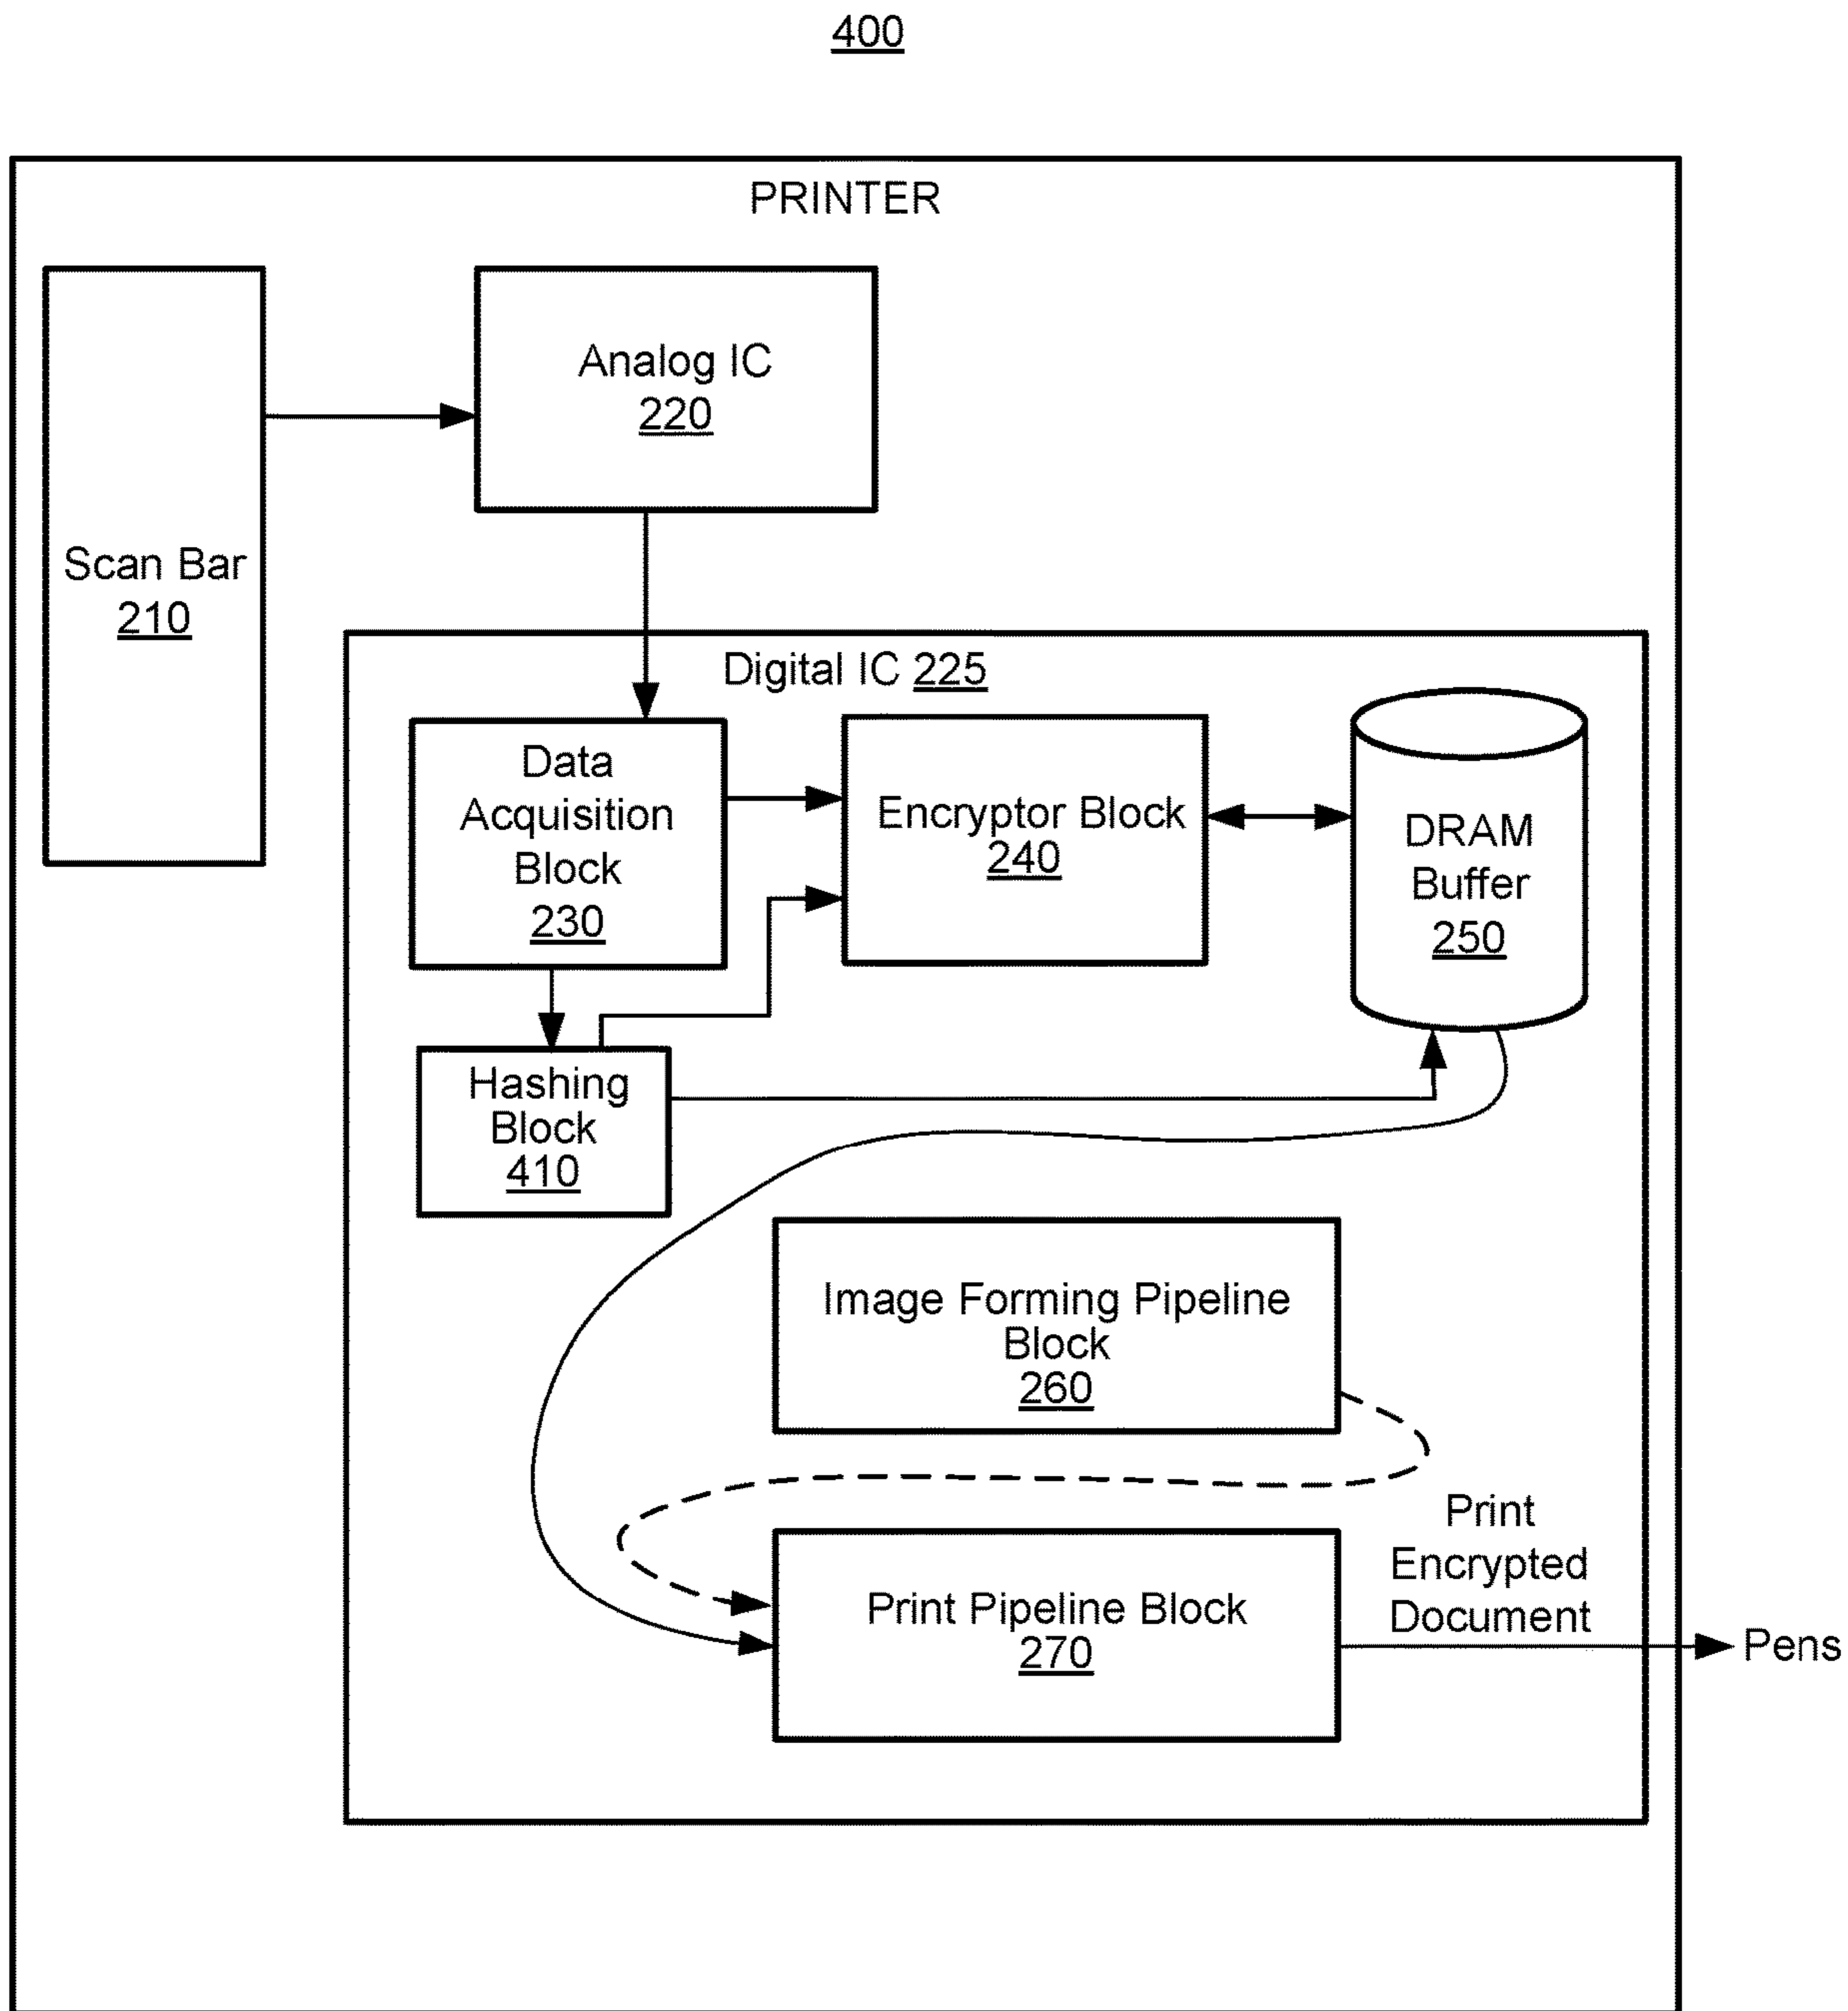 400
PRINTER
Analog IC
220
Scan Bar
210
Digital IC 225
Data
Acquisition
Block
230
Encryptor Block
240
DRAM
Buffer
250
Hashing
Block
410
Image Forming Pipeline
Block
260
Print
Encrypted
Document
Print Pipeline Block
270
Pens